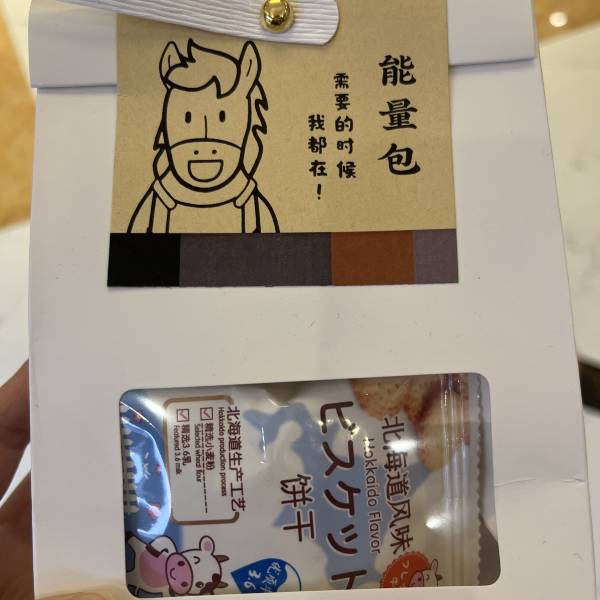 能量包
需要的时候
我都在！
北海道风味
Hokkaido Flavor
ビスケット
饼干
北海道生产工艺
Hokkaido production process
精选小麦粉
Selected wheat flour
精选3.6乳
Featured 3.6 milk
3.6